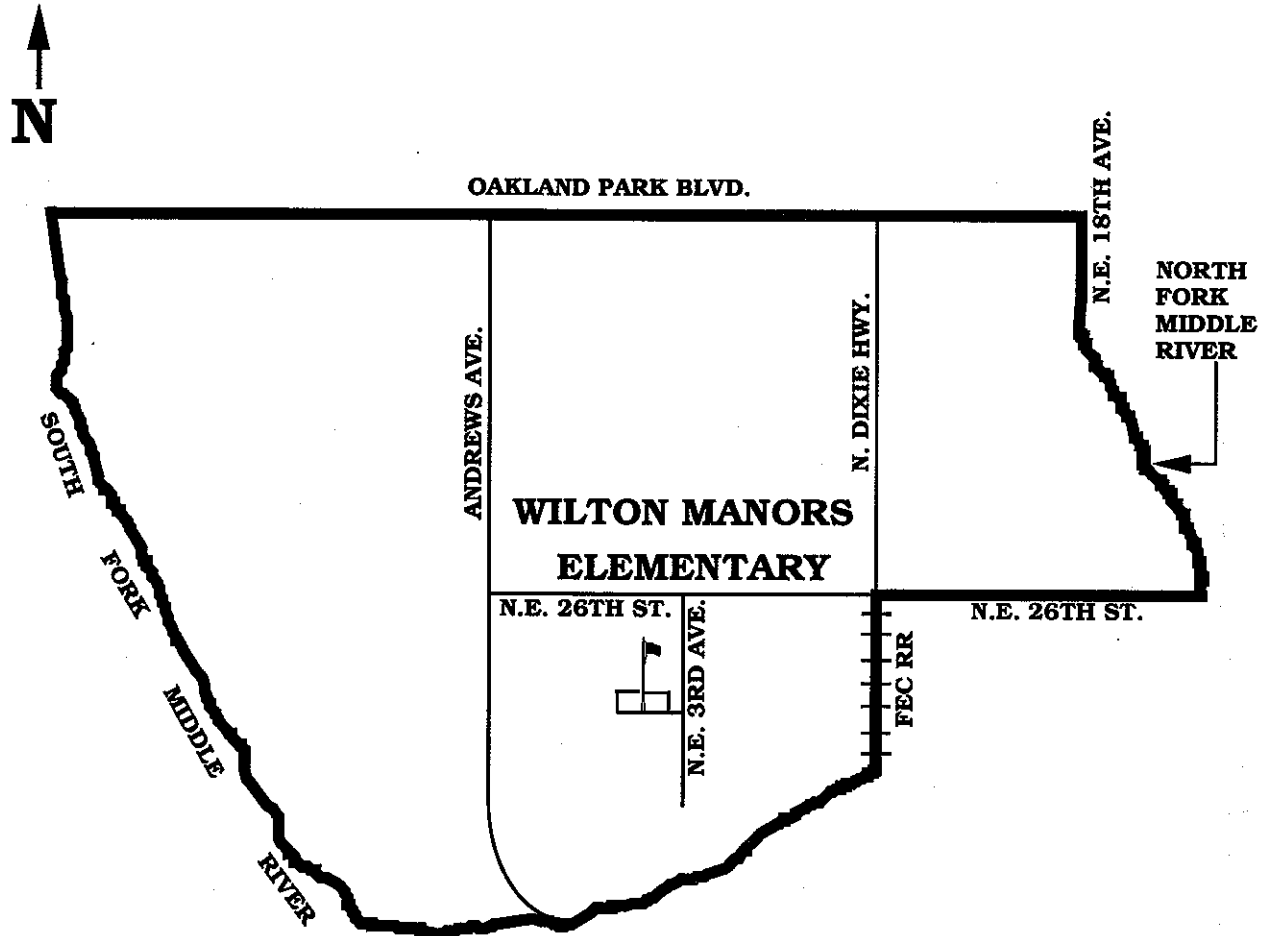 N
OAKLAND PARK BLVD.
N.E. 18TH AVE.
NORTH
FORK
MIDDLE
RIVER
ANDREWS AVE.
N. DIXIE HWY.
SOUTH
FORK
MIDDLE
RIVER
WILTON MANORS
ELEMENTARY
N.E. 26TH ST.
N.E. 26TH ST.
N.E. 3RD AVE.
FEC RR